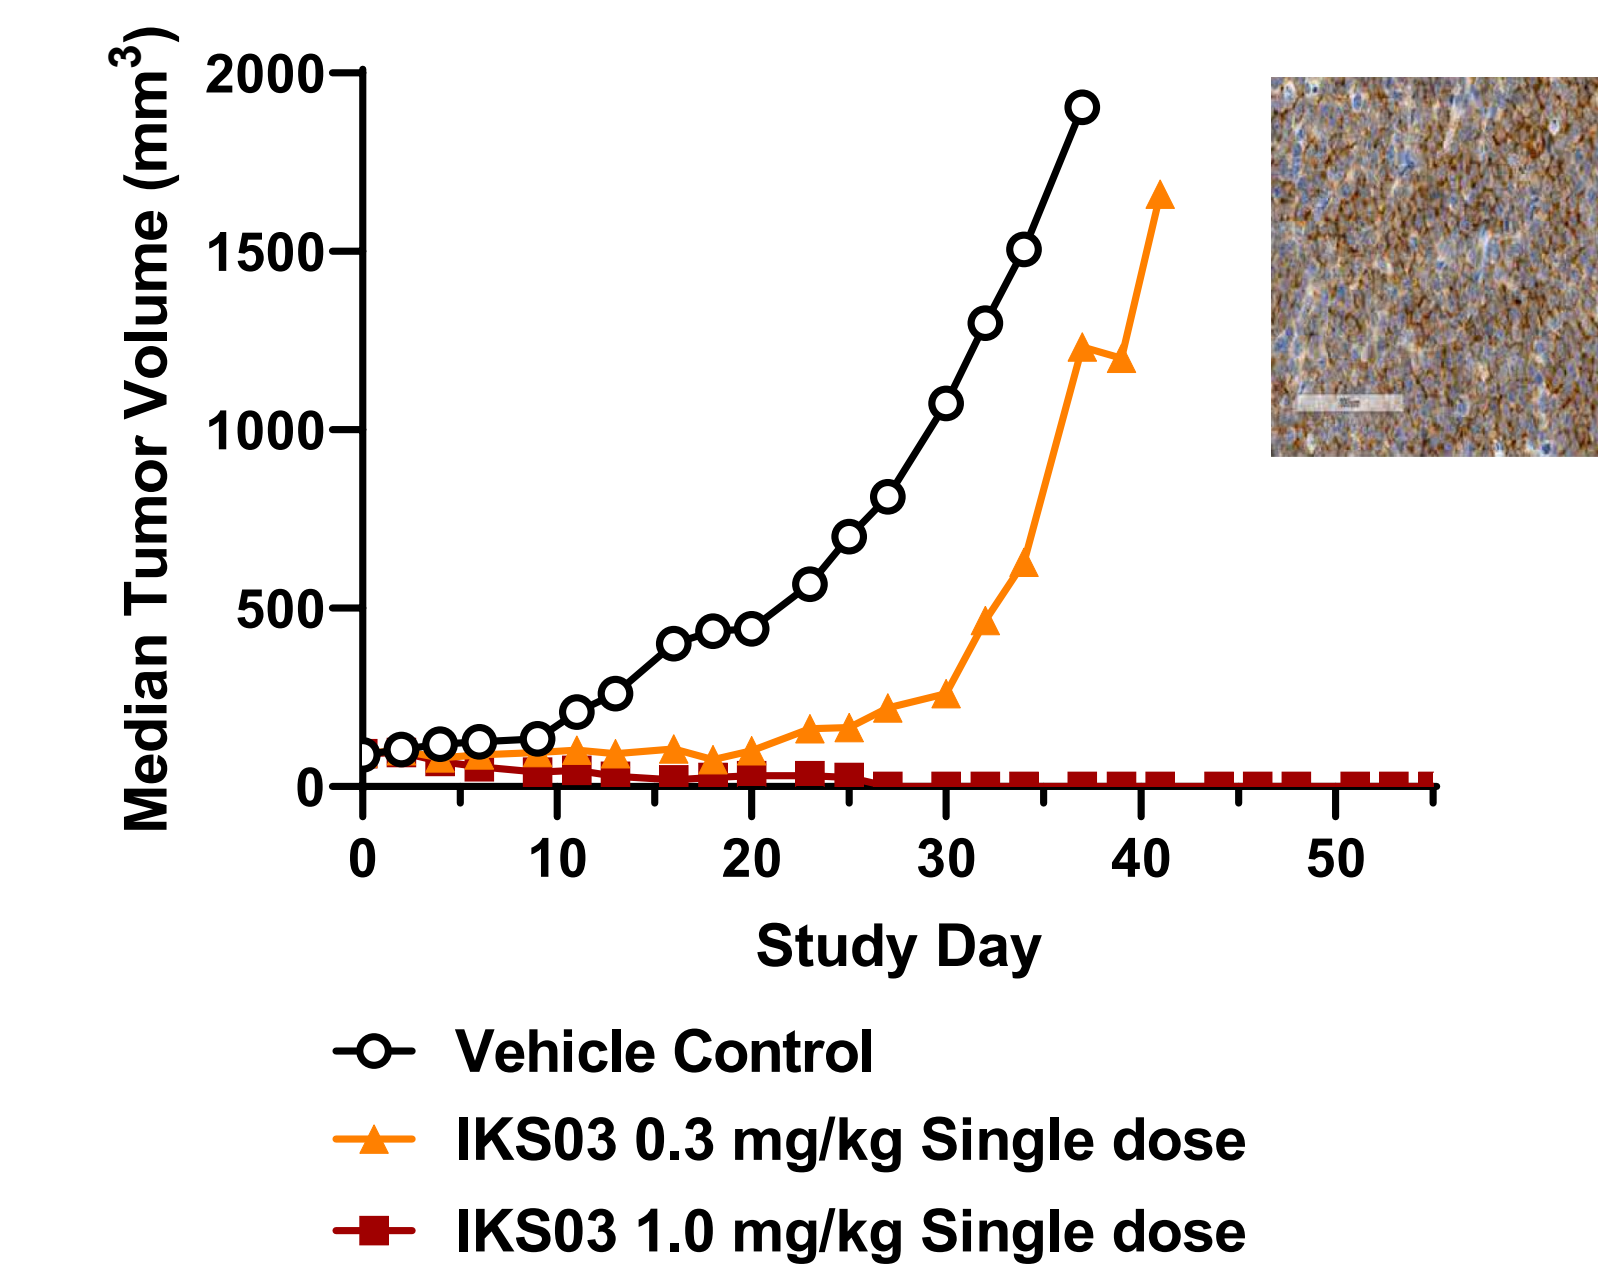 Median Tumor Volume (mm³)
2000
1500
1000
500
0
0 10 20 30 40 50
Study Day
Vehicle Control
IKS03 0.3 mg/kg Single dose
IKS03 1.0 mg/kg Single dose